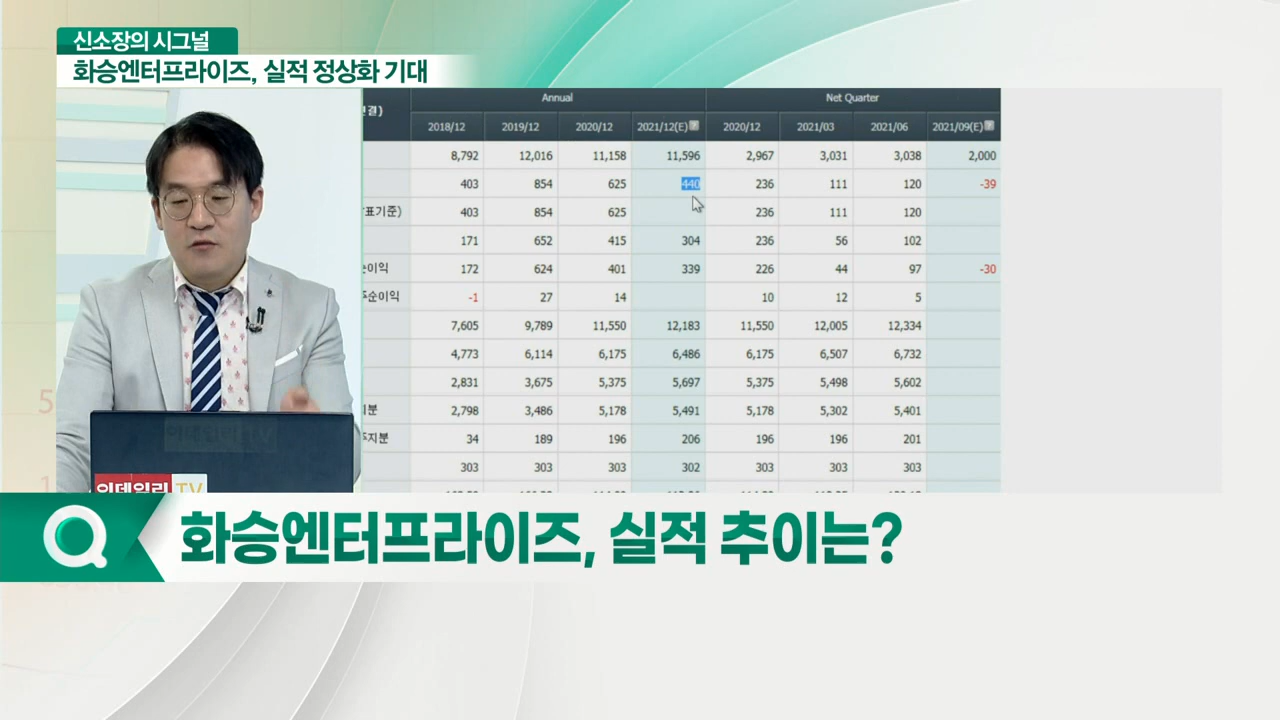 신소장의 시그널
화승엔터프라이즈, 실적 정상화 기대
결) Annual Net Quarter
2018/12 2019/12 2020/12 2021/12(E) 2020/12 2021/03 2021/06 2021/09(E)
8,792 12,016 11,158 11,596 2,967 3,031 3,038 2,000
403 854 625 440 236 111 120 -39
표기준) 403 854 625 236 111 120
171 652 415 304 236 56 102
순이익 172 624 401 339 226 44 97 -30
주순이익 -1 27 14 10 12 5
7,605 9,789 11,550 12,183 11,550 12,005 12,334
4,773 6,114 6,175 6,486 6,175 6,507 6,732
2,831 3,675 5,375 5,697 5,375 5,498 5,602
지분 2,798 3,486 5,178 5,491 5,178 5,302 5,401
주지분 34 189 196 206 196 196 201
303 303 303 302 303 303 303
이데일리 TV
이데일리 TV
화승엔터프라이즈, 실적 추이는?